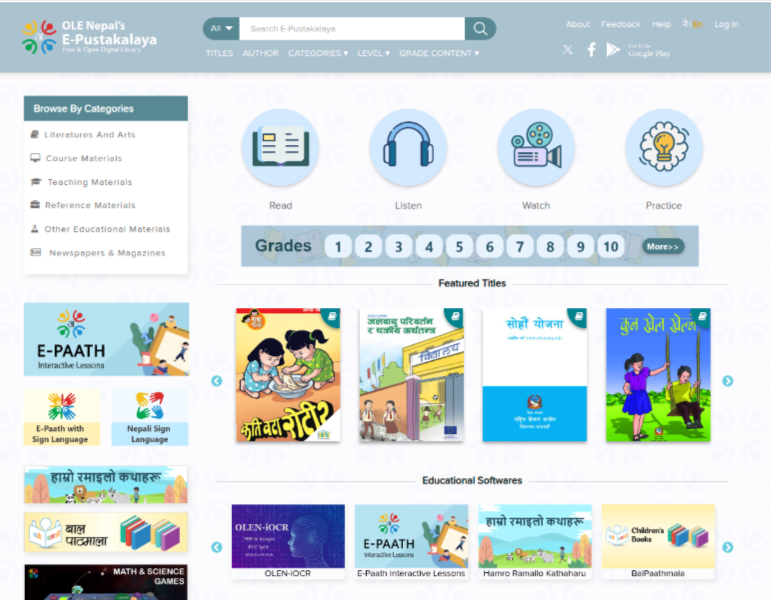 OLE Nepal's
E-Pustakalaya
Free & Open Digital Library
All
Search E-Pustakalaya
About Feedback Help Log In
TITLES AUTHOR CATEGORIES LEVEL GRADE CONTENT
Google Play
Browse By Categories
Literatures And Arts
Course Materials
Teaching Materials
Reference Materials
Other Educational Materials
Newspapers & Magazines
Read
Listen
Watch
Practice
Grades 1 2 3 4 5 6 7 8 9 10 More>>
Featured Titles
कति वटा रोटी?
जलवायु परिवर्तन
र चक्रीय अर्थतन्त्र
विद्यालय
सोह्रौं योजना
राष्ट्रिय योजना आयोग
कुन खेल खेल्ने
E-PAATH
Interactive Lessons
E-Paath with
Sign Language
Nepali Sign
Language
हाम्रो रमाइलो कथाहरू
बाल
पाठमाला
MATH & SCIENCE
GAMES
Educational Softwares
OLEN-iOCR
OLEN-iOCR
E-PAATH
Interactive Lessons
E-Paath Interactive Lessons
हाम्रो रमाइलो कथाहरू
Hamro Ramailo Kathaharu
Children's
Books
BalPaathmala